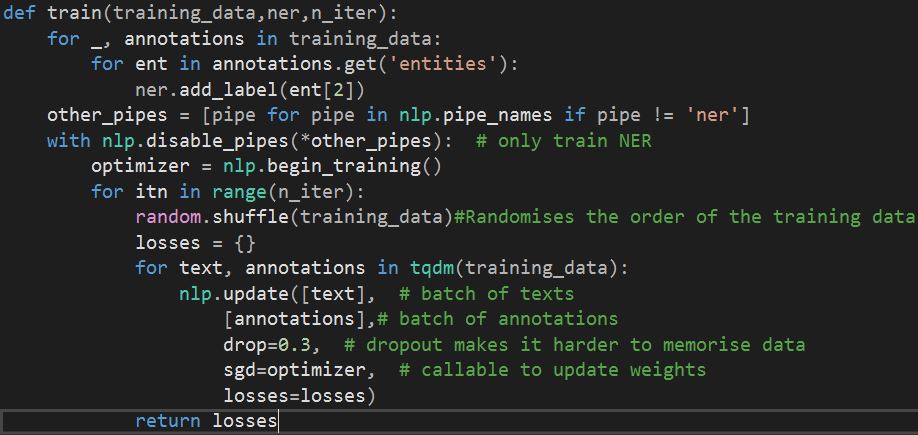 def train(training_data,ner,n_iter):
    for _, annotations in training_data:
        for ent in annotations.get('entities'):
            ner.add_label(ent[2])
    other_pipes = [pipe for pipe in nlp.pipe_names if pipe != 'ner']
    with nlp.disable_pipes(*other_pipes):  # only train NER
        optimizer = nlp.begin_training()
        for itn in range(n_iter):
            random.shuffle(training_data)#Randomises the order of the training data
            losses = {}
            for text, annotations in tqdm(training_data):
                nlp.update([text],  # batch of texts
                    [annotations],# batch of annotations
                    drop=0.3,  # dropout makes it harder to memorise data
                    sgd=optimizer,  # callable to update weights
                    losses=losses)
            return losses